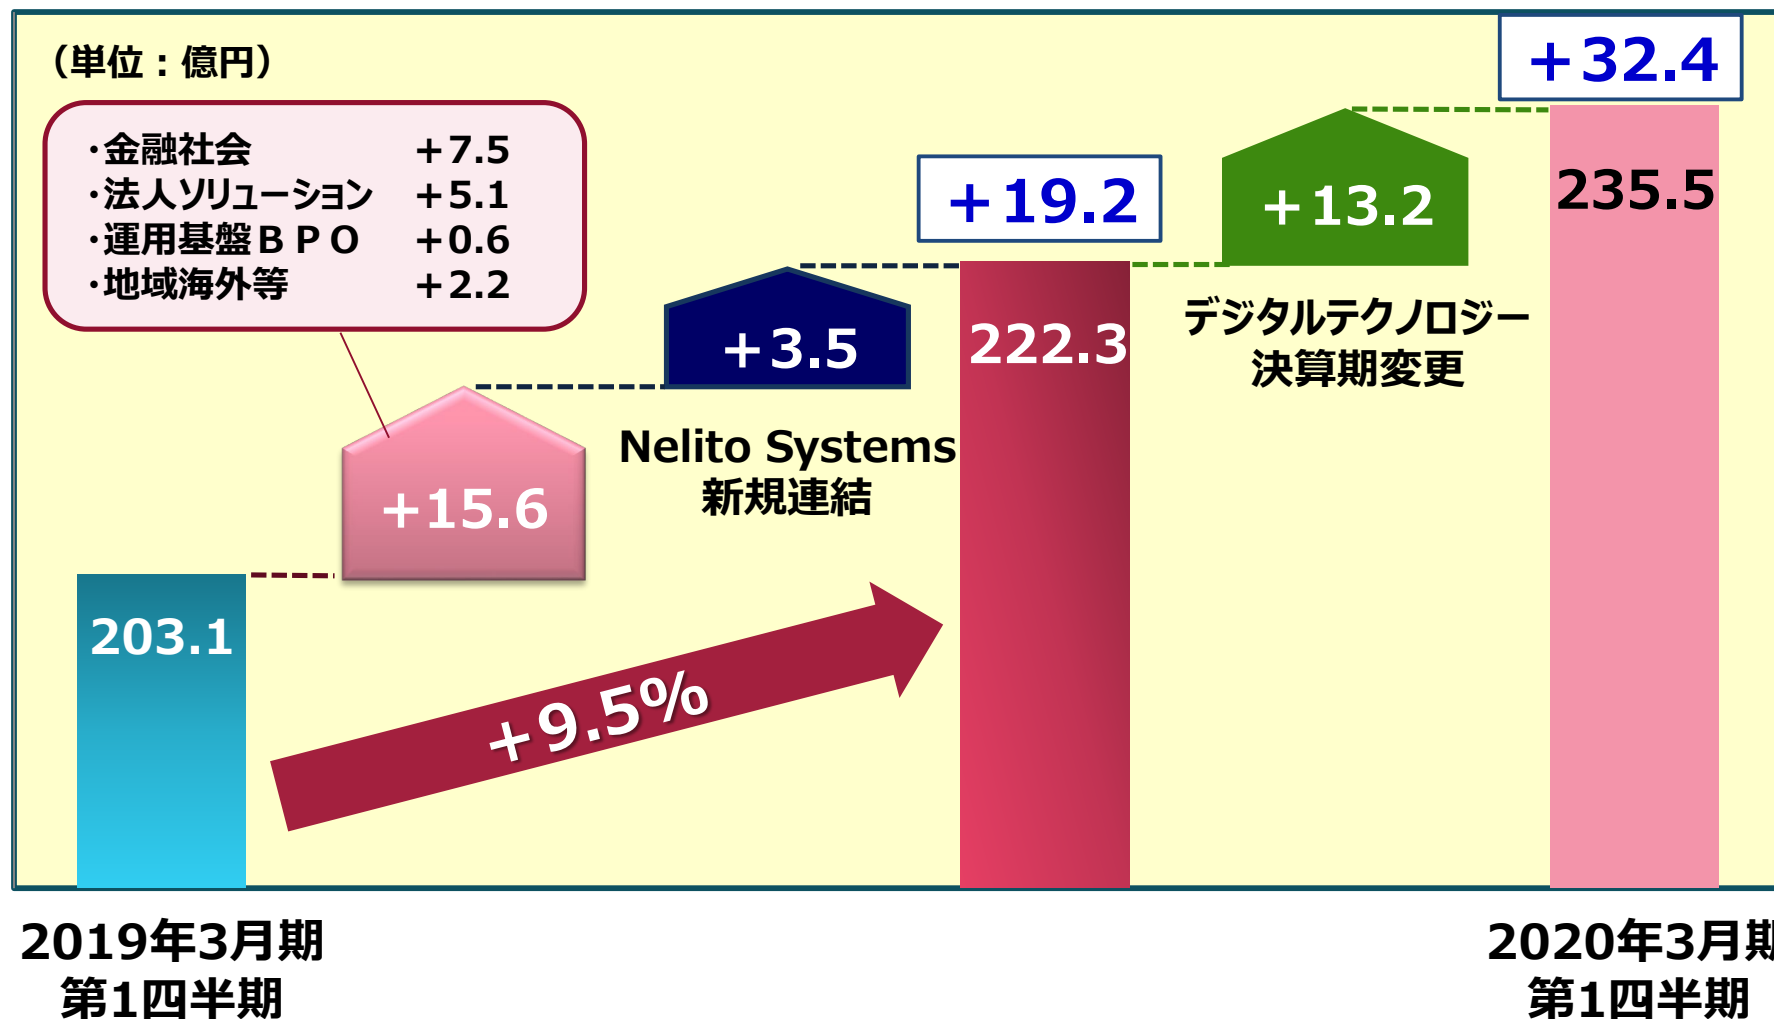 （単位：億円）
・金融社会 +7.5
・法人ソリューション +5.1
・運用基盤ＢＰＯ +0.6
・地域海外等 +2.2
+15.6
+3.5
Nelito Systems
新規連結
+19.2
+13.2
デジタルテクノロジー
決算期変更
+32.4
203.1
222.3
235.5
+9.5%
2019年3月期
第1四半期
2020年3月期
第1四半期